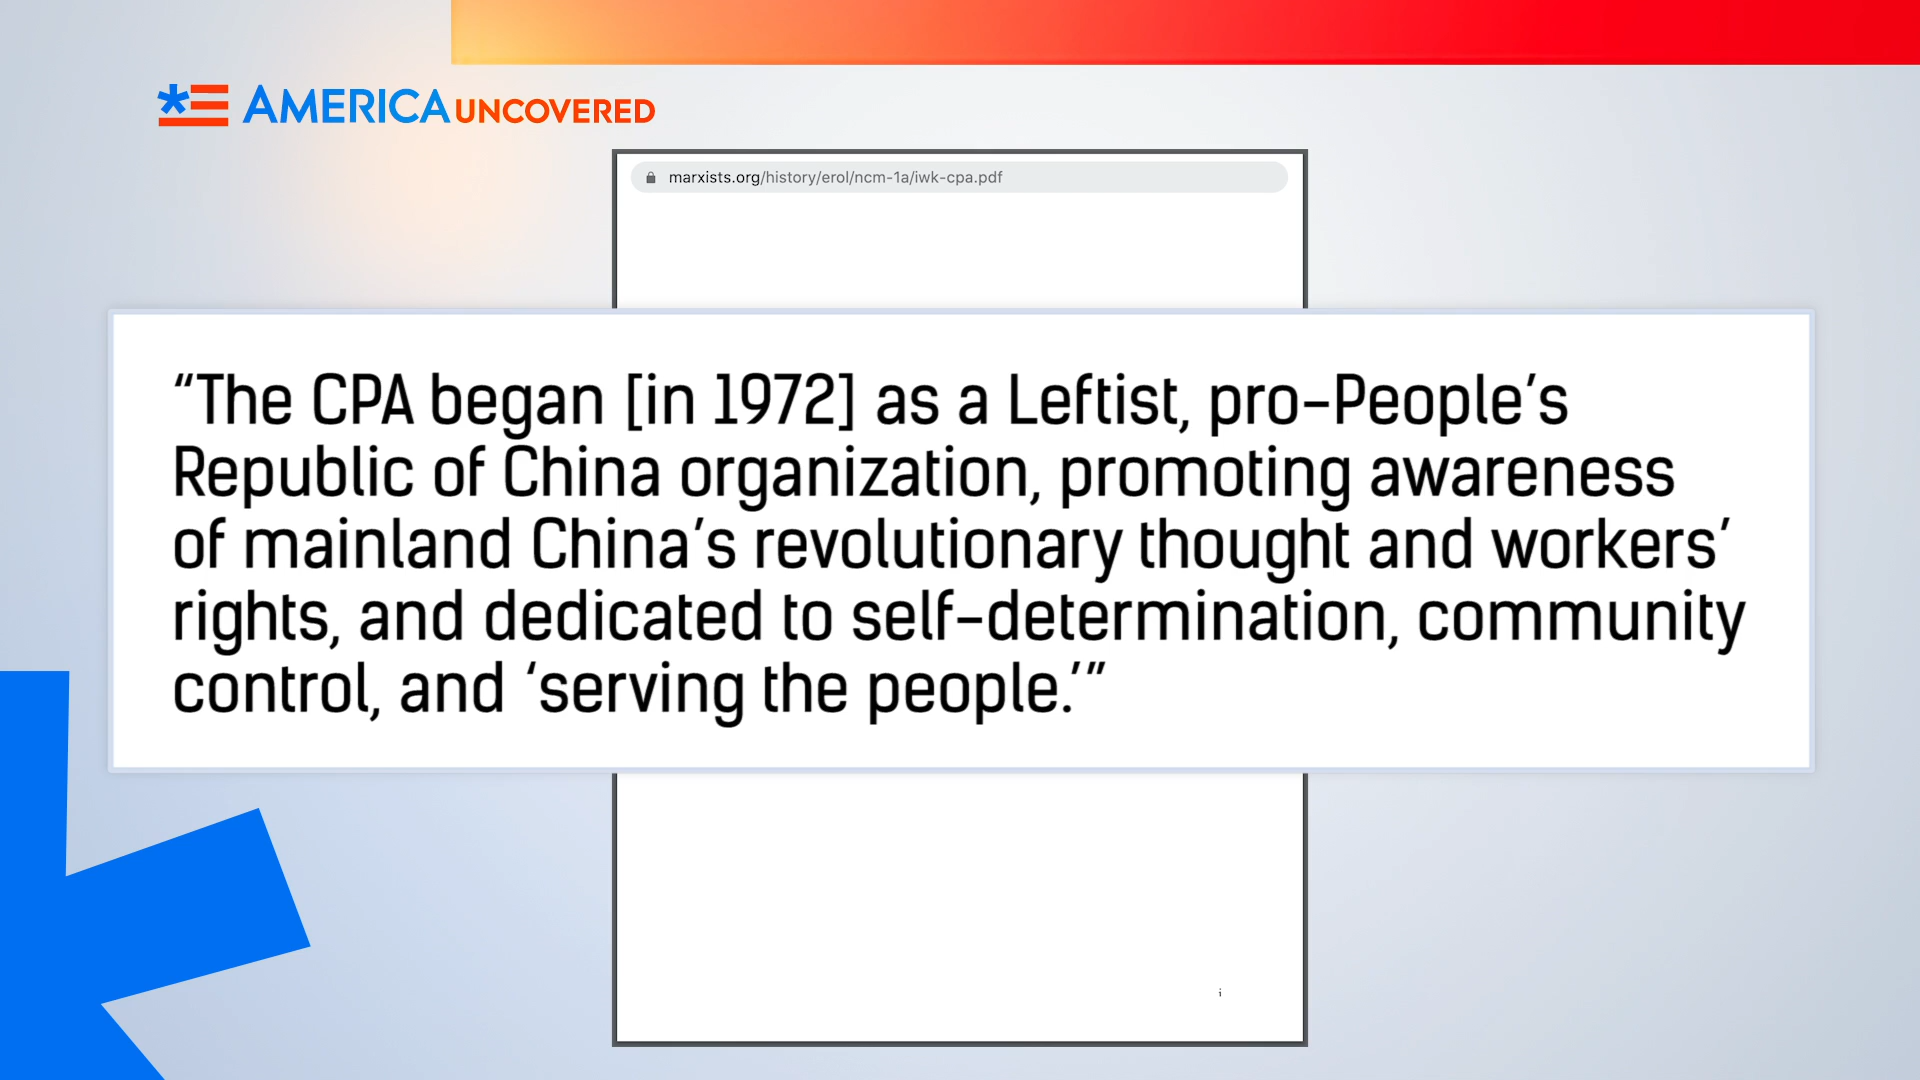 AMERICA UNCOVERED
marxists.org/history/erol/ncm-1a/iwk-cpa.pdf
“The CPA began [in 1972] as a Leftist, pro-People’s
Republic of China organization, promoting awareness
of mainland China’s revolutionary thought and workers’
rights, and dedicated to self-determination, community
control, and ‘serving the people.’”
i